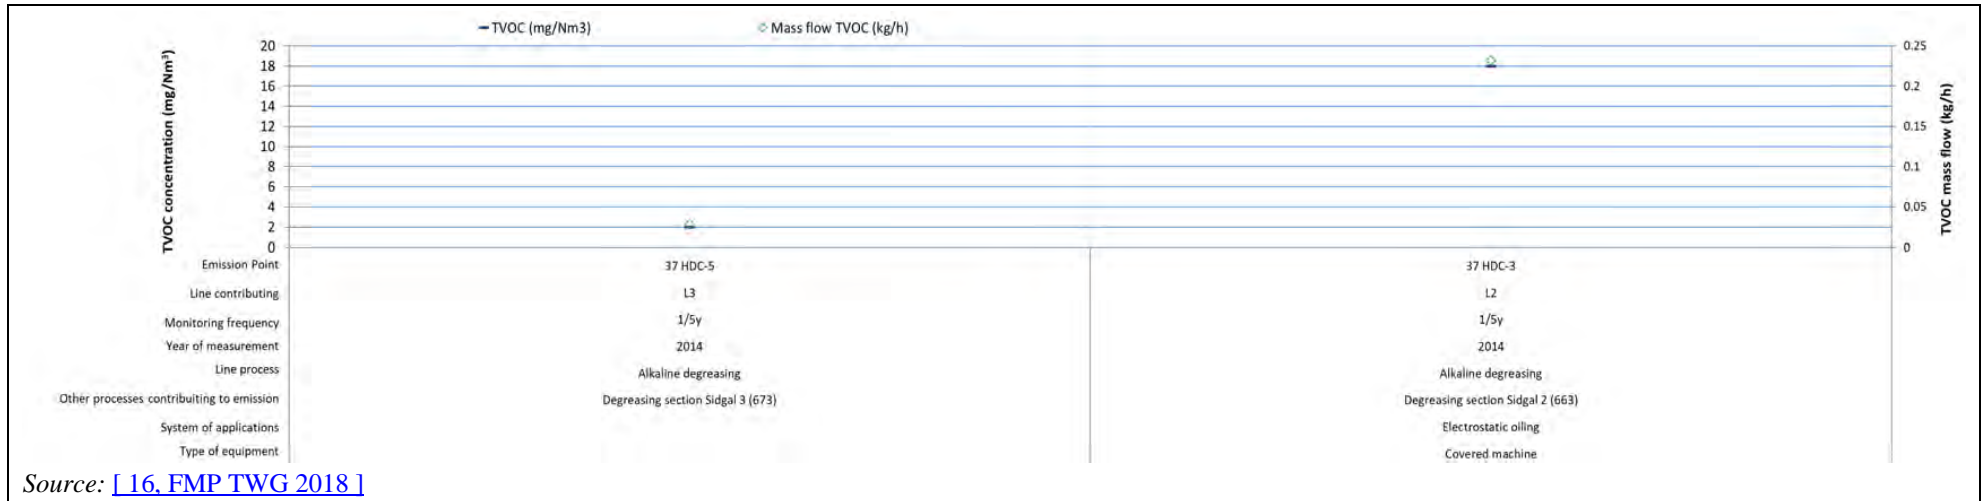 TVOC (mg/Nm3) Mass flow TVOC (kg/h)
TVOC concentration (mg/Nm³)
20
18
16
14
12
10
8
6
4
2
0
0.25
0.2
0.15
0.1
0.05
0
TVOC mass flow (kg/h)
Emission Point 37 HDC-5 37 HDC-3
Line contributing L3 L2
Monitoring frequency 1/5y 1/5y
Year of measurement 2014 2014
Line process Alkaline degreasing Alkaline degreasing
Other processes contribuiting to emission Degreasing section Sidgal 3 (673) Degreasing section Sidgal 2 (663)
System of applications Electrostatic oiling
Type of equipment Covered machine
Source: [ 16, FMP TWG 2018 ]